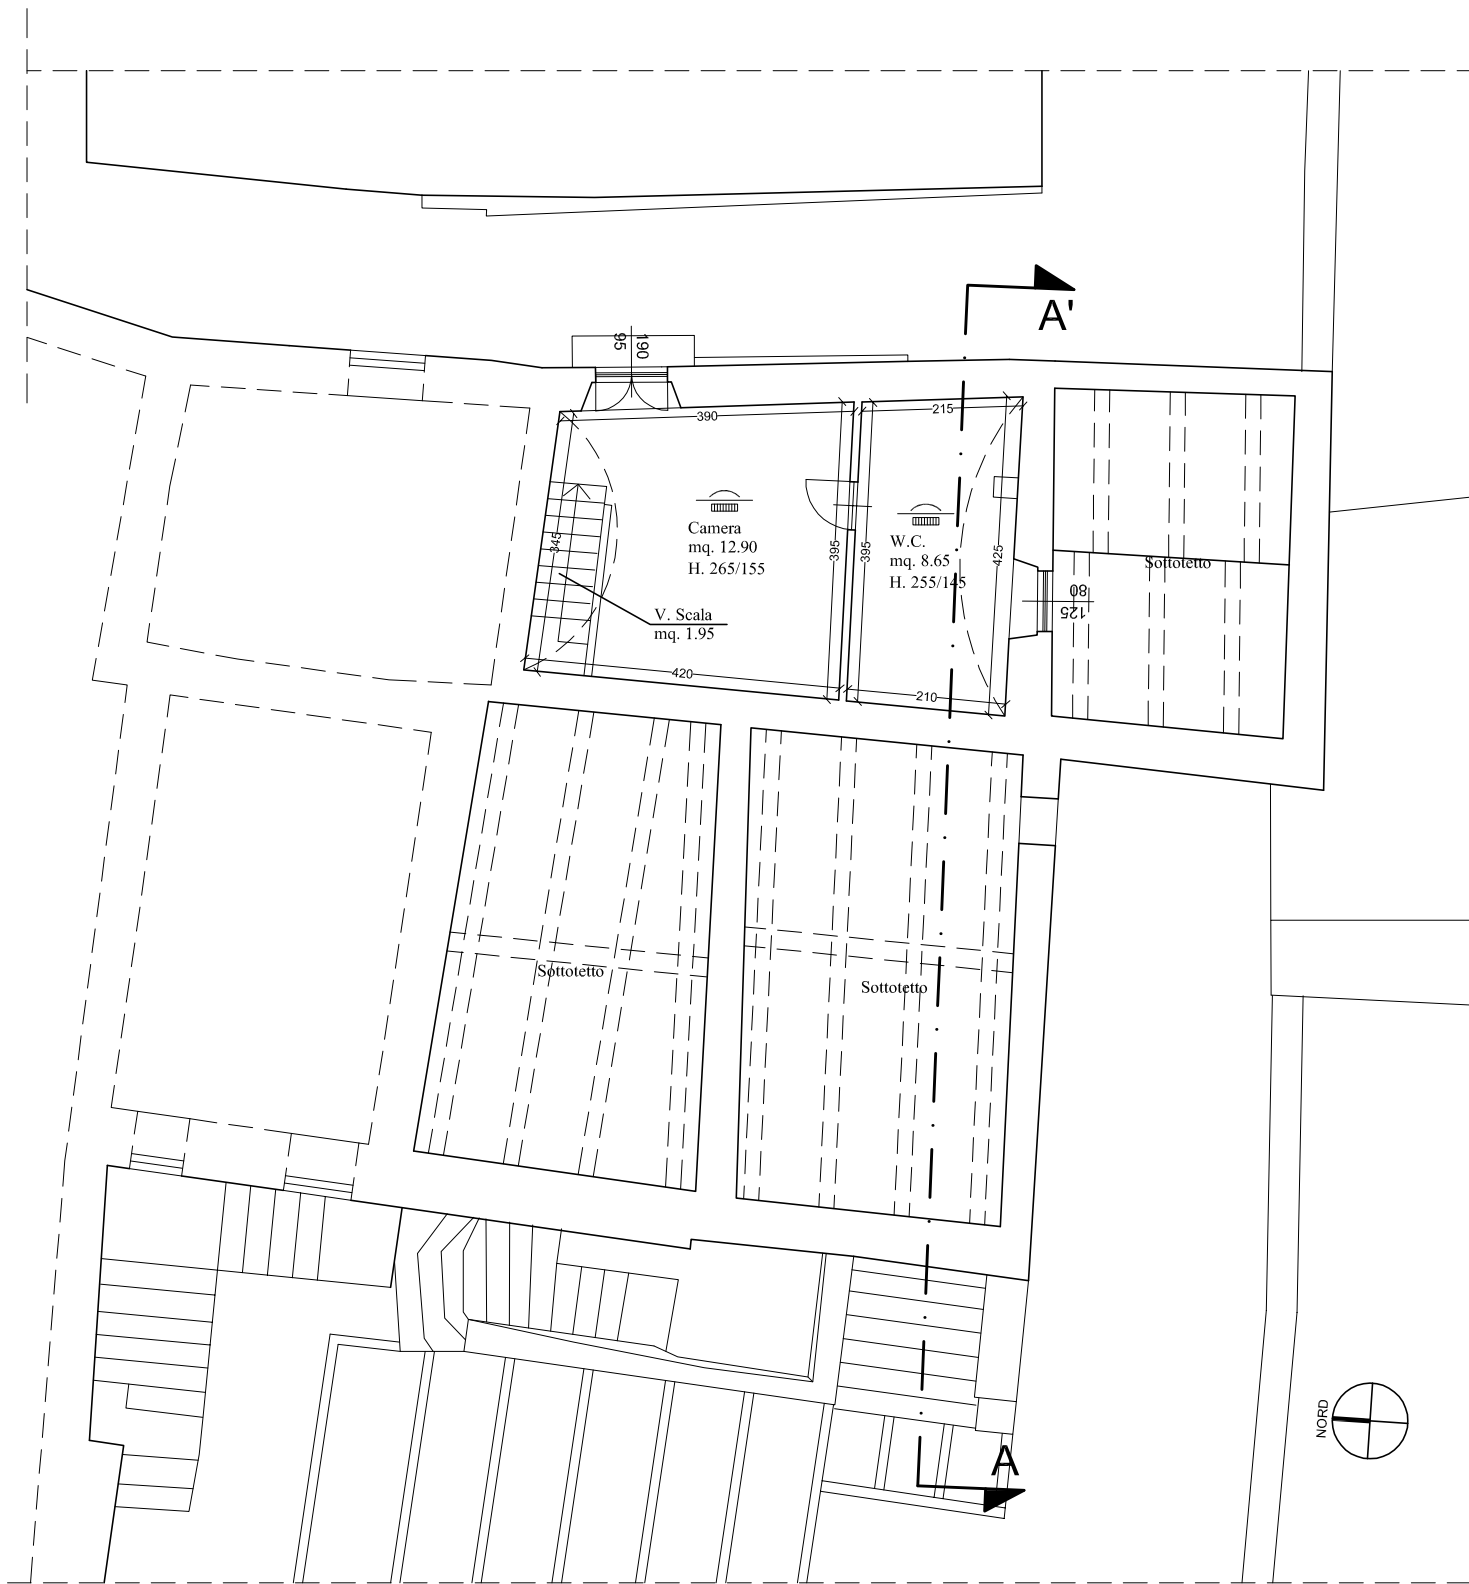 A'
95
190
390
215
Camera
mq. 12.90
H. 265/155
395
395
W.C.
mq. 8.65
H. 255/145
425
345
Sottotetto
80
125
V. Scala
mq. 1.95
420
210
Sottotetto
Sottotetto
NORD
A